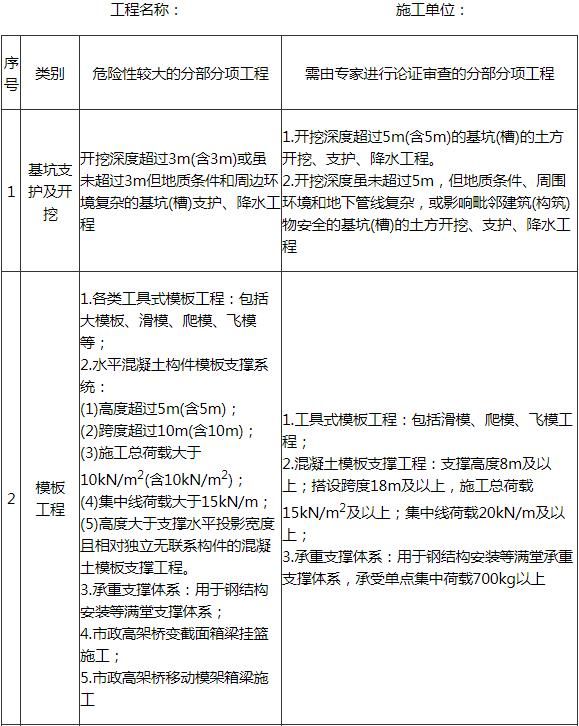 工程名称：
施工单位：
序号
类别
危险性较大的分部分项工程
需由专家进行论证审查的分部分项工程
1
基坑支
护及开
挖
开挖深度超过3m(含3m)或虽
未超过3m但地质条件和周边环
境复杂的基坑(槽)支护、降水工
程
1.开挖深度超过5m(含5m)的基坑(槽)的土方
开挖、支护、降水工程。
2.开挖深度虽未超过5m，但地质条件、周围
环境和地下管线复杂，或影响毗邻建筑(构筑)
物安全的基坑(槽)的土方开挖、支护、降水工
程
2
模板
工程
1.各类工具式模板工程：包括
大模板、滑模、爬模、飞模
等；
2.水平混凝土构件模板支撑系
统：
(1)高度超过5m(含5m)；
(2)跨度超过10m(含10m)；
(3)施工总荷载大于
10kN/m²(含10kN/m²)；
(4)集中线荷载大于15kN/m；
(5)高度大于支撑水平投影宽度
且相对独立无联系构件的混凝
土模板支撑工程。
3.承重支撑体系：用于钢结构
安装等满堂支撑体系；
4.市政高架桥变截面箱梁挂篮
施工；
5.市政高架桥移动模架箱梁施
工
1.工具式模板工程：包括滑模、爬模、飞模工
程；
2.混凝土模板支撑工程：支撑高度8m及以
上；搭设跨度18m及以上，施工总荷载
15kN/m²及以上；集中线荷载20kN/m及以
上；
3.承重支撑体系：用于钢结构安装等满堂承重
支撑体系，承受单点集中荷载700kg以上